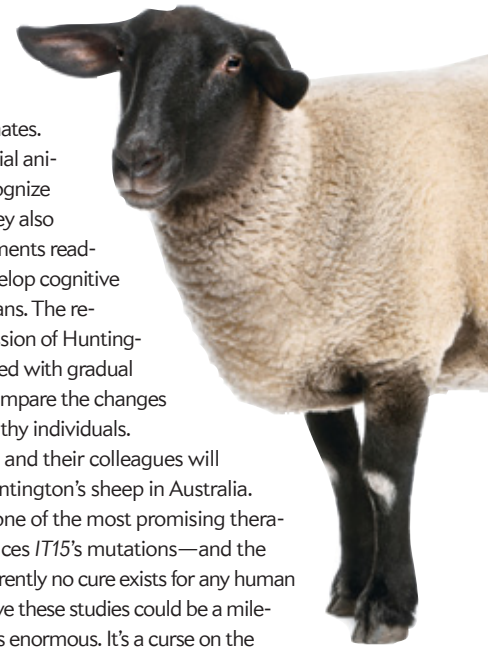 ates.
ial ani-
ognize
ey also
ments read-
elop cognitive
ans. The re-
sion of Hunting-
ed with gradual
mpare the changes
thy individuals.
and their colleagues will
ntington’s sheep in Australia.
one of the most promising thera-
ces IT15’s mutations—and the
rently no cure exists for any human
ve these studies could be a mile-
s enormous. It’s a curse on the